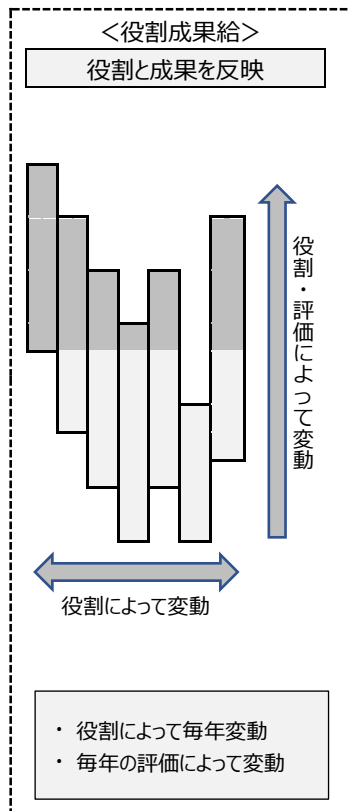 ＜役割成果給＞
役割と成果を反映
役割・評価によって変動
役割によって変動
・ 役割によって毎年変動
・ 毎年の評価によって変動